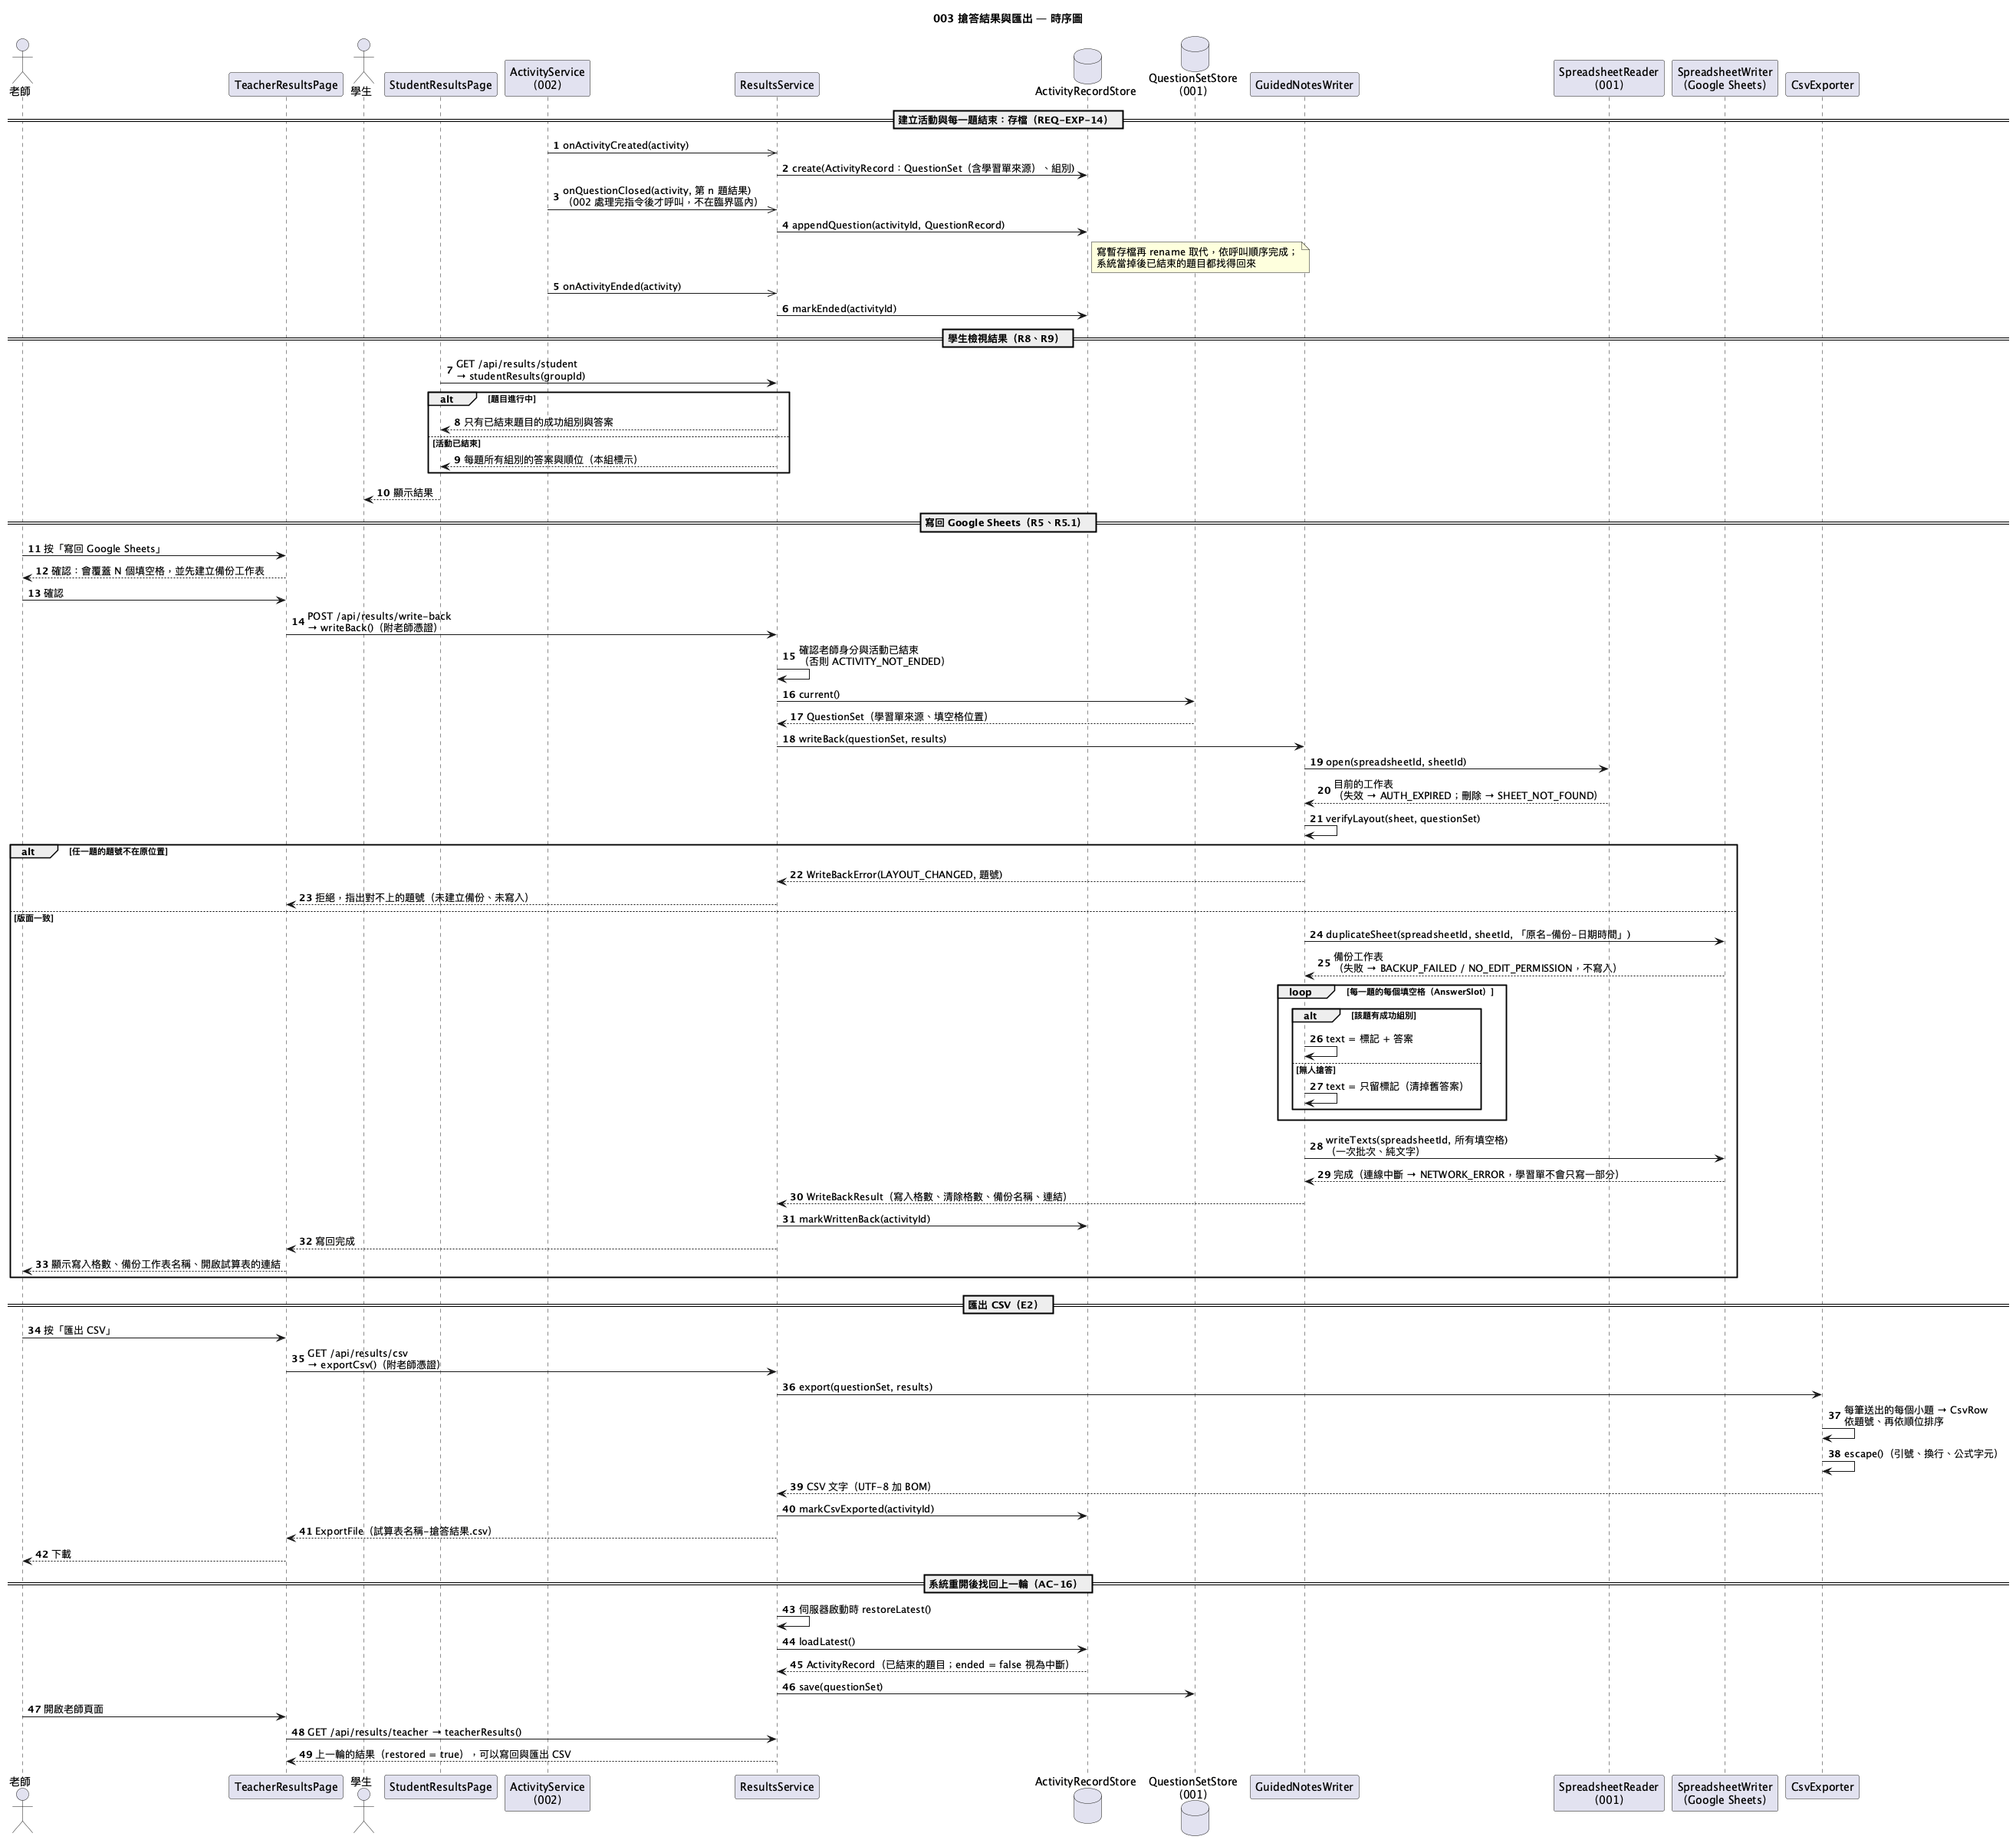 003 搶答結果與匯出 — 時序圖
老師
TeacherResultsPage
學生
StudentResultsPage
ActivityService
(002)
ResultsService
ActivityRecordStore
QuestionSetStore
(001)
GuidedNotesWriter
SpreadsheetReader
(001)
SpreadsheetWriter
(Google Sheets)
CsvExporter
建立活動與每一題結束：存檔（REQ-EXP-14）
1 onActivityCreated(activity)
2 create(ActivityRecord：QuestionSet（含學習單來源）、組別)
3 onQuestionClosed(activity, 第 n 題結果)
（002 處理完指令後才呼叫，不在臨界區內）
4 appendQuestion(activityId, QuestionRecord)
寫暫存檔再 rename 取代，依呼叫順序完成；
系統當掉後已結束的題目都找得回來
5 onActivityEnded(activity)
6 markEnded(activityId)
學生檢視結果（R8、R9）
7 GET /api/results/student
→ studentResults(groupId)
alt [題目進行中]
8 只有已結束題目的成功組別與答案
[活動已結束]
9 每題所有組別的答案與順位（本組標示）
10 顯示結果
寫回 Google Sheets（R5、R5.1）
11 按「寫回 Google Sheets」
12 確認：會覆蓋 N 個填空格，並先建立備份工作表
13 確認
14 POST /api/results/write-back
→ writeBack()（附老師憑證）
15 確認老師身分與活動已結束
（否則 ACTIVITY_NOT_ENDED）
16 current()
17 QuestionSet（學習單來源、填空格位置）
18 writeBack(questionSet, results)
19 open(spreadsheetId, sheetId)
20 目前的工作表
（失效 → AUTH_EXPIRED；刪除 → SHEET_NOT_FOUND）
21 verifyLayout(sheet, questionSet)
alt [任一題的題號不在原位置]
22 WriteBackError(LAYOUT_CHANGED, 題號)
23 拒絕，指出對不上的題號（未建立備份、未寫入）
[版面一致]
24 duplicateSheet(spreadsheetId, sheetId, 「原名-備份-日期時間」)
25 備份工作表
（失敗 → BACKUP_FAILED / NO_EDIT_PERMISSION，不寫入）
loop [每一題的每個填空格（AnswerSlot）]
alt [該題有成功組別]
26 text = 標記 + 答案
[無人搶答]
27 text = 只留標記（清掉舊答案）
28 writeTexts(spreadsheetId, 所有填空格)
（一次批次、純文字）
29 完成（連線中斷 → NETWORK_ERROR，學習單不會只寫一部分）
30 WriteBackResult（寫入格數、清除格數、備份名稱、連結）
31 markWrittenBack(activityId)
32 寫回完成
33 顯示寫入格數、備份工作表名稱、開啟試算表的連結
匯出 CSV（E2）
34 按「匯出 CSV」
35 GET /api/results/csv
→ exportCsv()（附老師憑證）
36 export(questionSet, results)
37 每筆送出的每個小題 → CsvRow
依題號、再依順位排序
38 escape()（引號、換行、公式字元）
39 CSV 文字（UTF-8 加 BOM）
40 markCsvExported(activityId)
41 ExportFile（試算表名稱-搶答結果.csv）
42 下載
系統重開後找回上一輪（AC-16）
43 伺服器啟動時 restoreLatest()
44 loadLatest()
45 ActivityRecord（已結束的題目；ended = false 視為中斷）
46 save(questionSet)
47 開啟老師頁面
48 GET /api/results/teacher → teacherResults()
49 上一輪的結果（restored = true），可以寫回與匯出 CSV
老師
TeacherResultsPage
學生
StudentResultsPage
ActivityService
(002)
ResultsService
ActivityRecordStore
QuestionSetStore
(001)
GuidedNotesWriter
SpreadsheetReader
(001)
SpreadsheetWriter
(Google Sheets)
CsvExporter